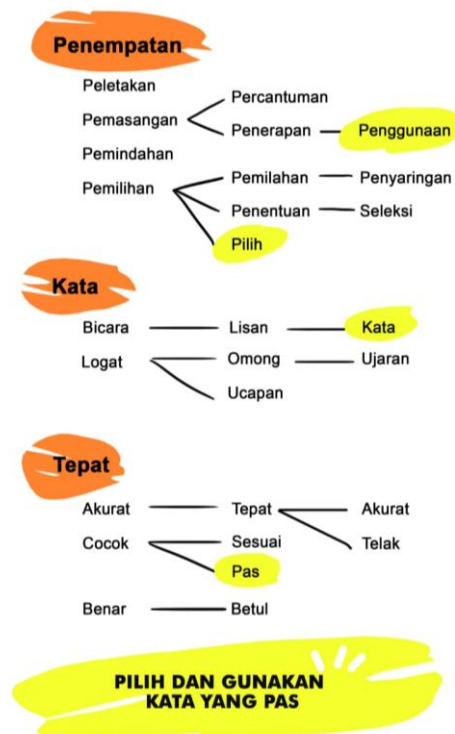 Penempatan
Peletakan
Percantuman
Pemasangan
Penerapan
Penggunaan
Pemindahan
Pemilihan
Pemilahan
Penyaringan
Penentuan
Seleksi
Pilih
Kata
Bicara
Lisan
Kata
Logat
Omong
Ujaran
Ucapan
Tepat
Akurat
Tepat
Akurat
Cocok
Sesuai
Telak
Pas
Benar
Betul
PILIH DAN GUNAKAN
KATA YANG PAS